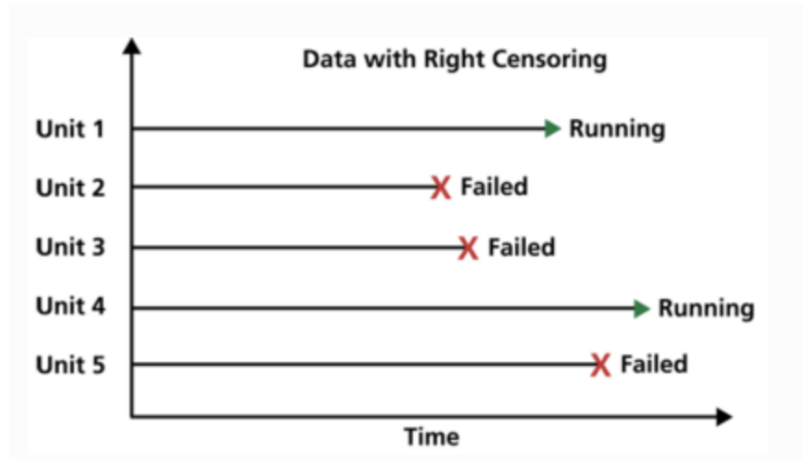 Data with Right Censoring
Unit 1 Running
Unit 2 X Failed
Unit 3 X Failed
Unit 4 Running
Unit 5 X Failed
Time